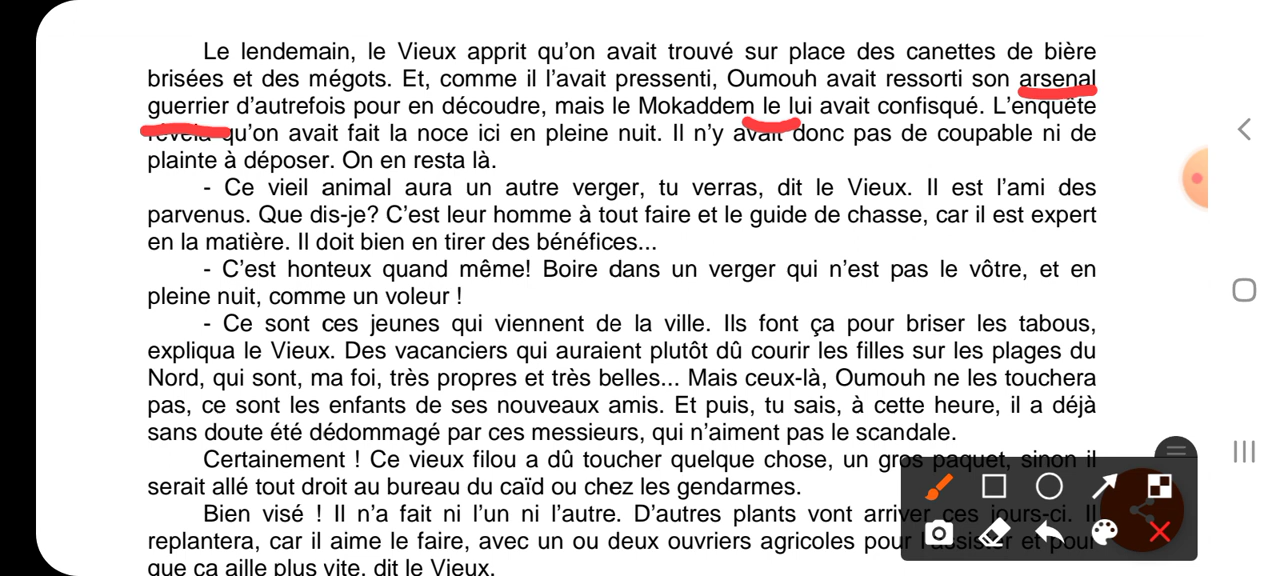 Le lendemain, le Vieux apprit qu’on avait trouvé sur place des canettes de bière
brisées et des mégots. Et, comme il l’avait pressenti, Oumouh avait ressorti son arsenal
guerrier d’autrefois pour en découdre, mais le Mokaddem le lui avait confisqué. L’enquête
révéla qu’on avait fait la noce ici en pleine nuit. Il n’y avait donc pas de coupable ni de
plainte à déposer. On en resta là.
- Ce vieil animal aura un autre verger, tu verras, dit le Vieux. Il est l’ami des
parvenus. Que dis-je? C’est leur homme à tout faire et le guide de chasse, car il est expert
en la matière. Il doit bien en tirer des bénéfices...
- C’est honteux quand même! Boire dans un verger qui n’est pas le vôtre, et en
pleine nuit, comme un voleur !
- Ce sont ces jeunes qui viennent de la ville. Ils font ça pour briser les tabous,
expliqua le Vieux. Des vacanciers qui auraient plutôt dû courir les filles sur les plages du
Nord, qui sont, ma foi, très propres et très belles... Mais ceux-là, Oumouh ne les touchera
pas, ce sont les enfants de ses nouveaux amis. Et puis, tu sais, à cette heure, il a déjà
sans doute été dédommagé par ces messieurs, qui n’aiment pas le scandale.
Certainement ! Ce vieux filou a dû toucher quelque chose, un gros paquet, sinon il
serait allé tout droit au bureau du caïd ou chez les gendarmes.
Bien visé ! Il n’a fait ni l’un ni l’autre. D’autres plants vont arriver ces jours-ci. Il
replantera, car il aime le faire, avec un ou deux ouvriers agricoles pour l’assister et pour
que ça aille plus vite, dit le Vieux.